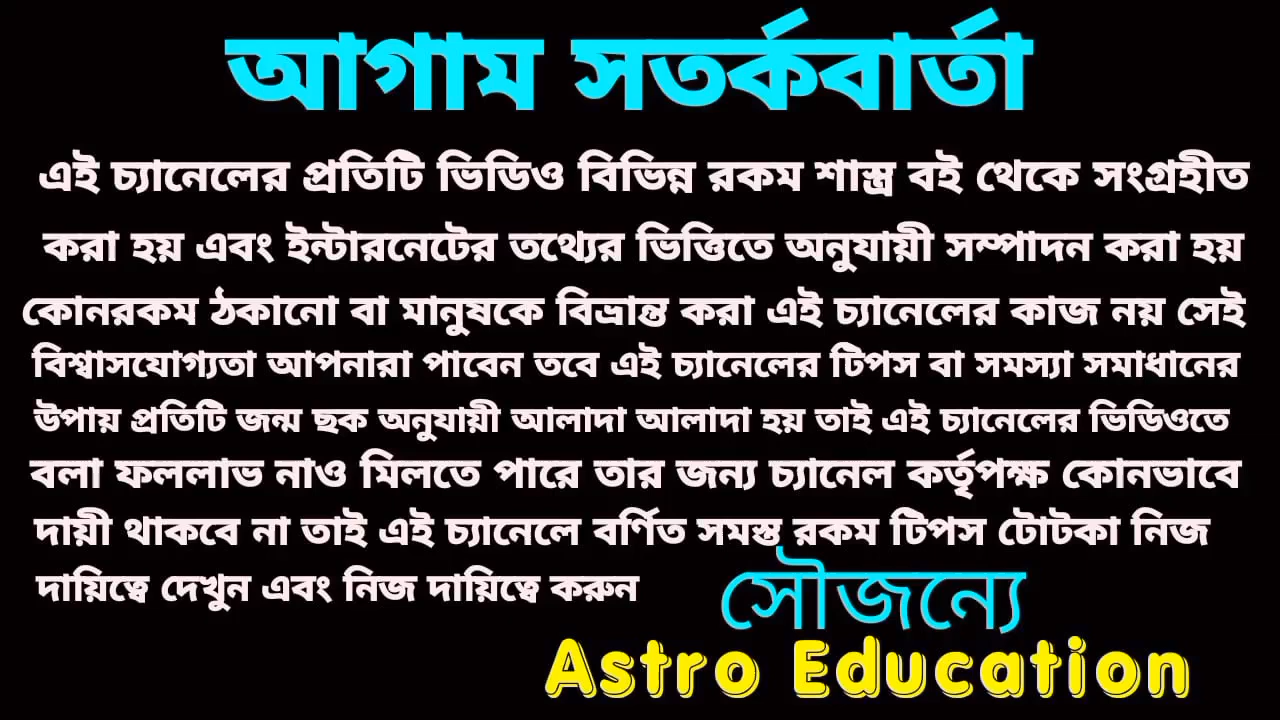 আগাম সতর্কবার্তা
এই চ্যানেলের প্রতিটি ভিডিও বিভিন্ন রকম শাস্ত্র বই থেকে সংগ্রহীত
করা হয় এবং ইন্টারনেটের তথ্যের ভিত্তিতে অনুযায়ী সম্পাদন করা হয়
কোনরকম ঠকানো বা মানুষকে বিভ্রান্ত করা এই চ্যানেলের কাজ নয় সেই
বিশ্বাসযোগ্যতা আপনারা পাবেন তবে এই চ্যানেলের টিপস বা সমস্যা সমাধানের
উপায় প্রতিটি জন্ম ছক অনুযায়ী আলাদা আলাদা হয় তাই এই চ্যানেলের ভিডিওতে
বলা ফললাভ নাও মিলতে পারে তার জন্য চ্যানেল কর্তৃপক্ষ কোনভাবে
দায়ী থাকবে না তাই এই চ্যানেলে বর্ণিত সমস্ত রকম টিপস টোটকা নিজ
দায়িত্বে দেখুন এবং নিজ দায়িত্বে করুন
সৌজন্যে
Astro Education